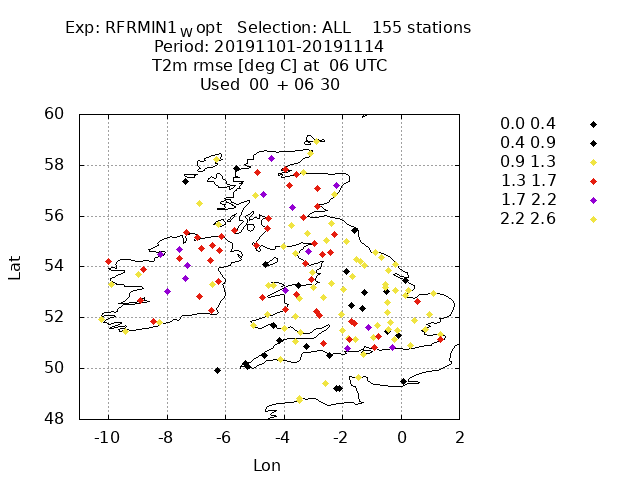 Exp: RFRMIN1 W opt Selection: ALL 155 stations
Period: 20191101-20191114
T2m rmse [deg C] at 06 UTC
Used 00 + 06 30
0.0 0.4
0.4 0.9
0.9 1.3
1.3 1.7
1.7 2.2
2.2 2.6
60
58
56
54
52
50
48
Lat
-10 -8 -6 -4 -2 0 2
Lon